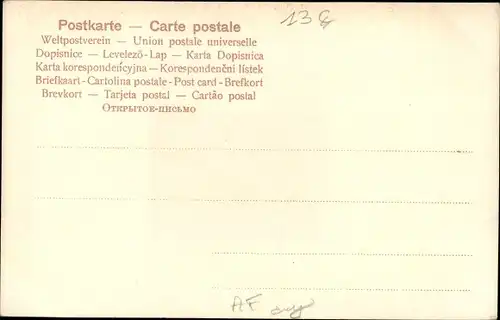 Postkarte — Carte postale
Weltpostverein — Union postale universelle
Dopisnice — Levelező-Lap — Karta Dopisnica
Karta korespondencyjna — Korespondenční lístek
Briefkaart - Cartolina postale - Post card - Brefkort
Brevkort — Tarjeta postal — Cartão postal
Открытое-письмо
13
AF